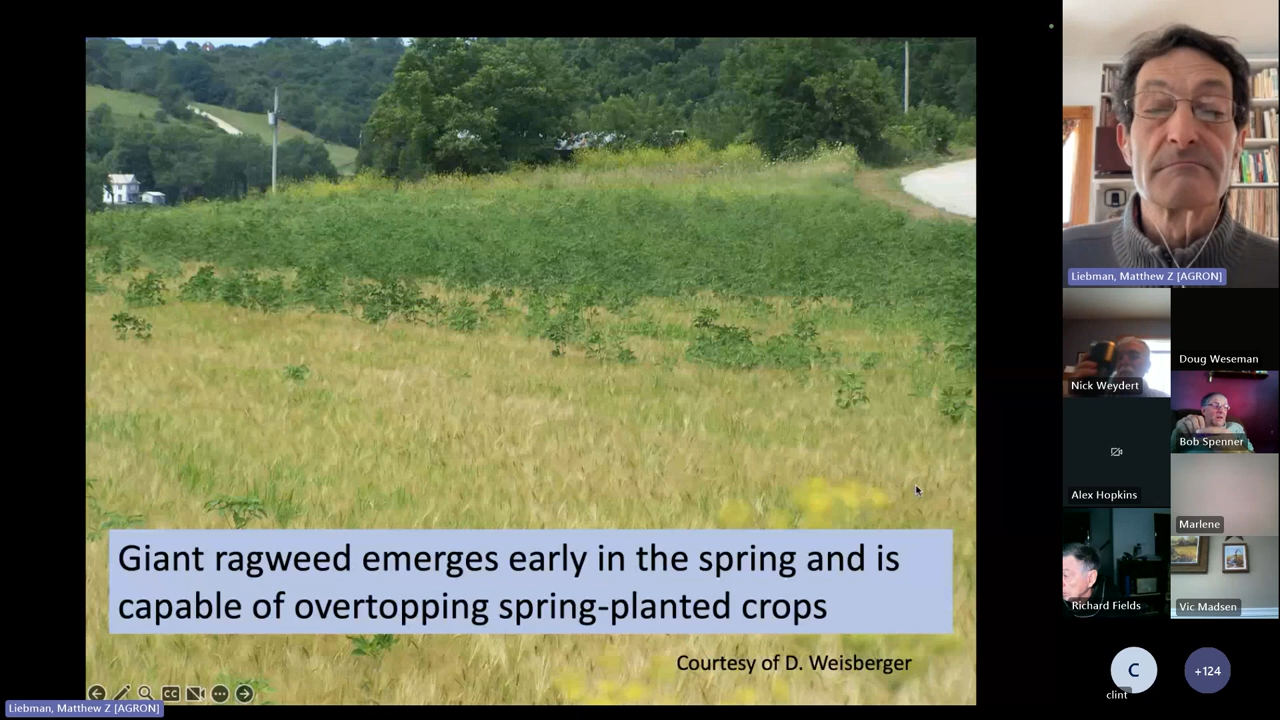 Giant ragweed emerges early in the spring and is
capable of overtopping spring-planted crops
Courtesy of D. Weisberger
CC
Liebman, Matthew Z [AGRON]
Liebman, Matthew Z [AGRON]
Nick Weydert
Doug Weseman
Bob Spenner
Alex Hopkins
Marlene
Richard Fields
Vic Madsen
C
clint
+124